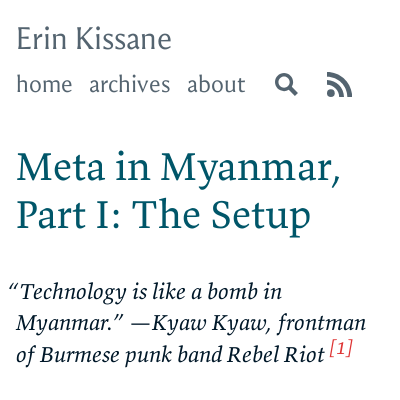 Erin Kissane
home archives about
Meta in Myanmar,
Part I: The Setup
“Technology is like a bomb in
Myanmar.” —Kyaw Kyaw, frontman
of Burmese punk band Rebel Riot [1]